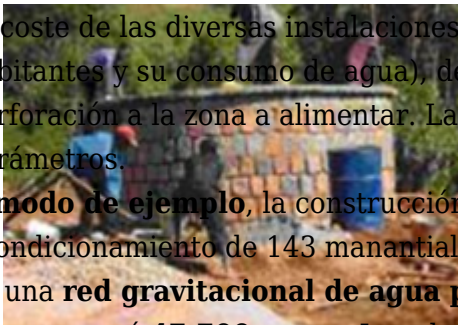 coste de las diversas instalaciones
bitantes y su consumo de agua), de
rforación a la zona a alimentar. La
rámetros.
modo de ejemplo, la construcción
ondicionamiento de 143 manantial
una red gravitacional de agua p